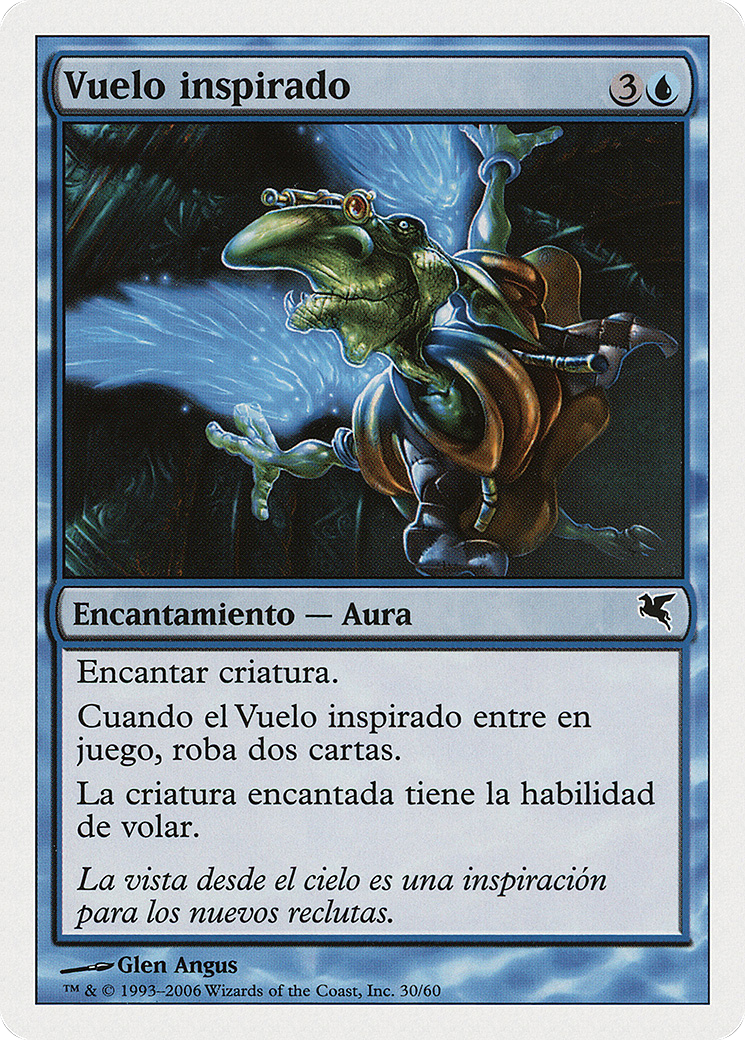 Vuelo inspirado
3
Encantamiento — Aura
Encantar criatura.
Cuando el Vuelo inspirado entre en
juego, roba dos cartas.
La criatura encantada tiene la habilidad
de volar.
La vista desde el cielo es una inspiración
para los nuevos reclutas.
Glen Angus
™ & © 1993–2006 Wizards of the Coast, Inc. 30/60